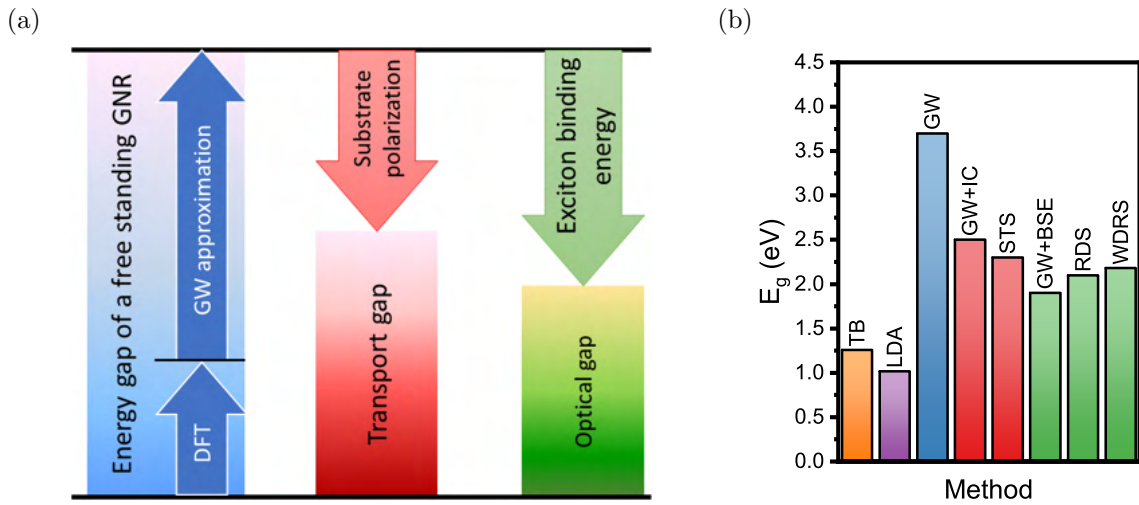 (a)
Energy gap of a free standing GNR
GW approximation
DFT
Substrate
polarization
Transport gap
Exciton binding
energy
Optical gap
(b)
E_g (eV)
4.5
4.0
3.5
3.0
2.5
2.0
1.5
1.0
0.5
0.0
TB
LDA
GW
GW+IC
STS
GW+BSE
RDS
WDRS
Method